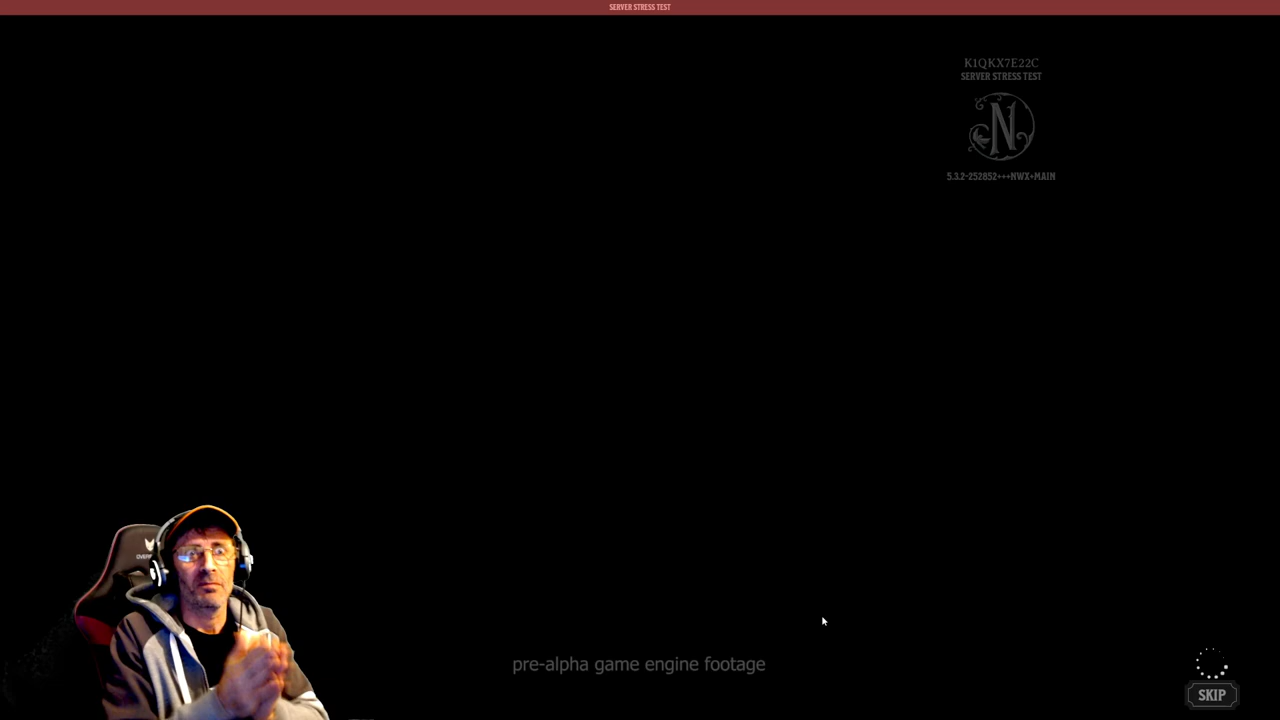 SERVER STRESS TEST
K1QKX7E22C
SERVER STRESS TEST
N
5.3.2-252852+++NWX+MAIN
pre-alpha game engine footage
SKIP